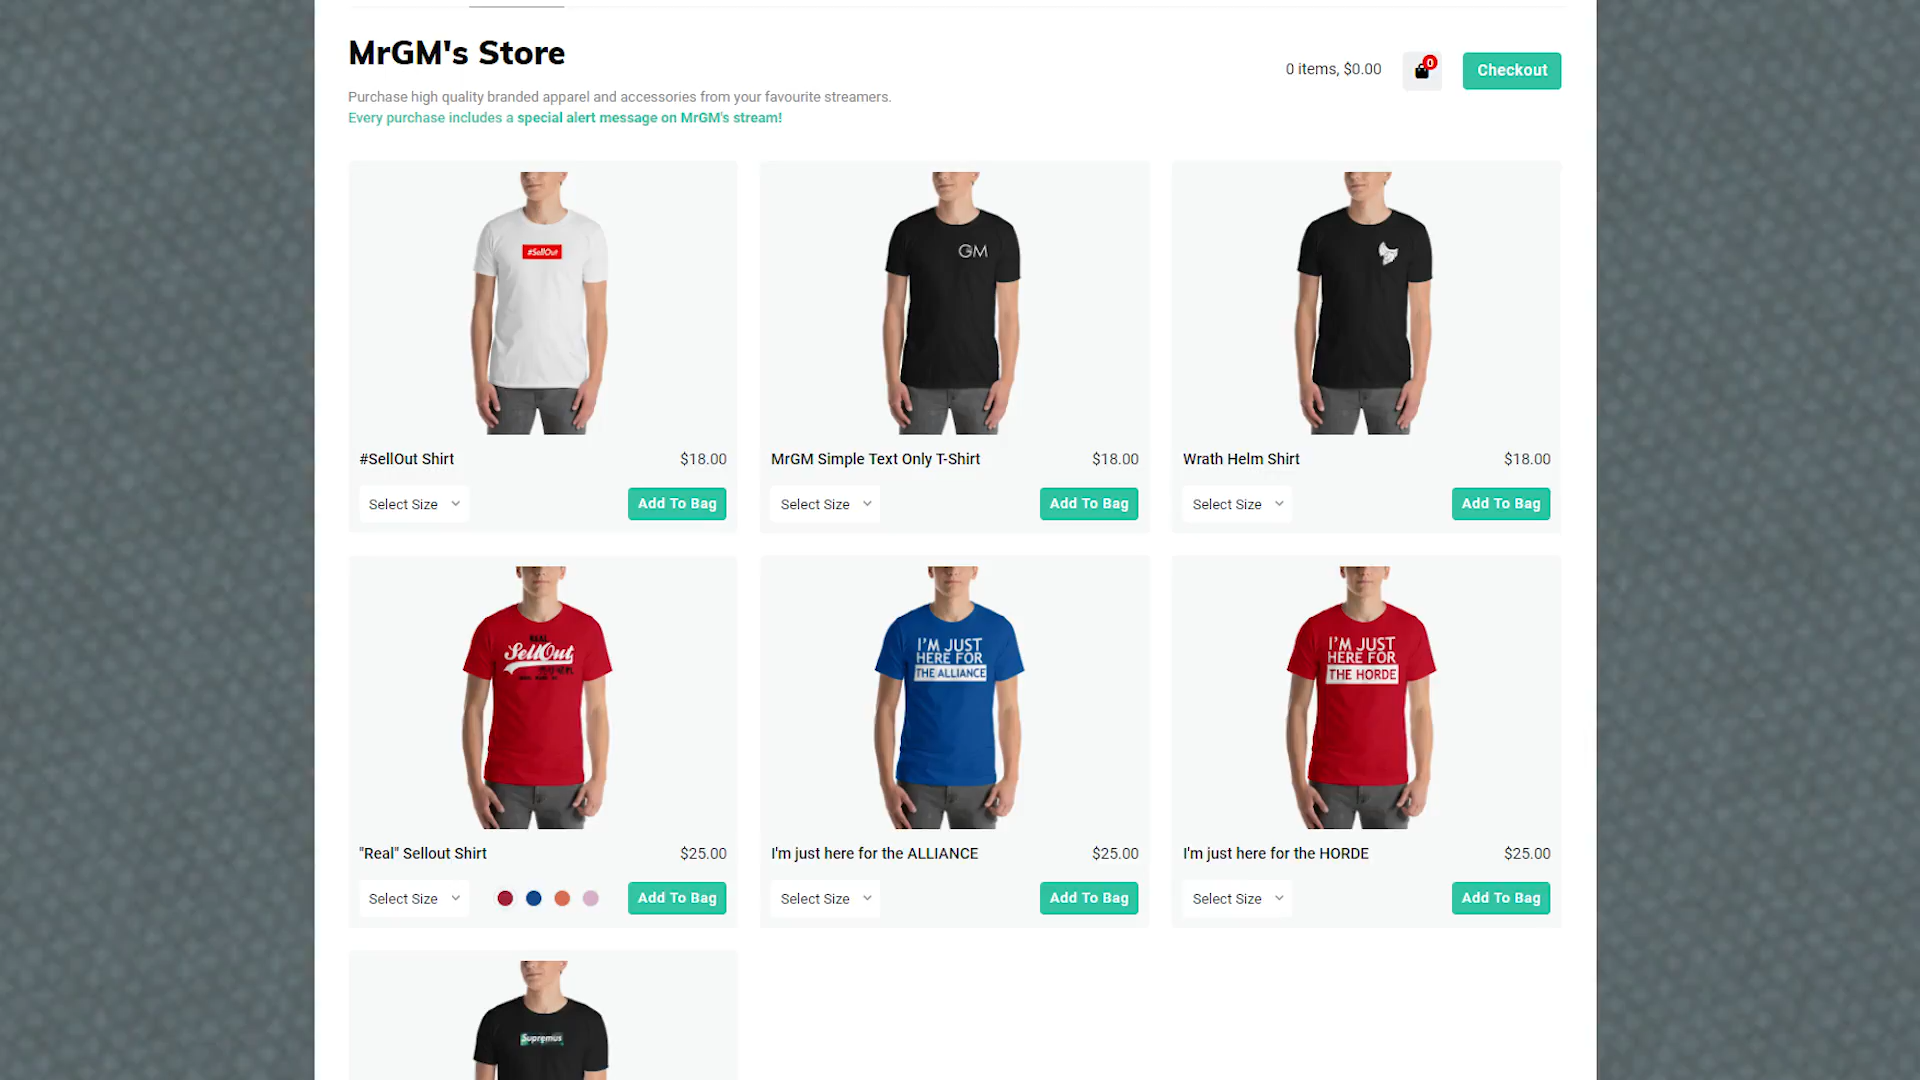 MrGM's Store
0 items, $0.00
0
Checkout
Purchase high quality branded apparel and accessories from your favourite streamers.
Every purchase includes a special alert message on MrGM's stream!
#SellOut
GM
#SellOut Shirt
$18.00
MrGM Simple Text Only T-Shirt
$18.00
Wrath Helm Shirt
$18.00
Select Size
Add To Bag
Select Size
Add To Bag
Select Size
Add To Bag
REAL
SellOut
I'M JUST
HERE FOR
THE ALLIANCE
I'M JUST
HERE FOR
THE HORDE
"Real" Sellout Shirt
$25.00
I'm just here for the ALLIANCE
$25.00
I'm just here for the HORDE
$25.00
Select Size
Add To Bag
Select Size
Add To Bag
Select Size
Add To Bag
Supremus